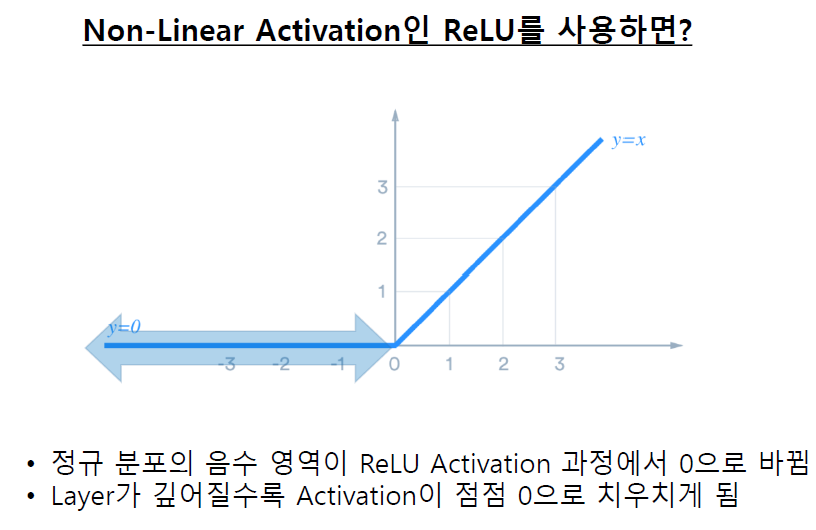 Non-Linear Activation인 ReLU를 사용하면?
y=x
3
2
1
y=0
-3 -2 -1 0 1 2 3
• 정규 분포의 음수 영역이 ReLU Activation 과정에서 0으로 바뀜
• Layer가 깊어질수록 Activation이 점점 0으로 치우치게 됨